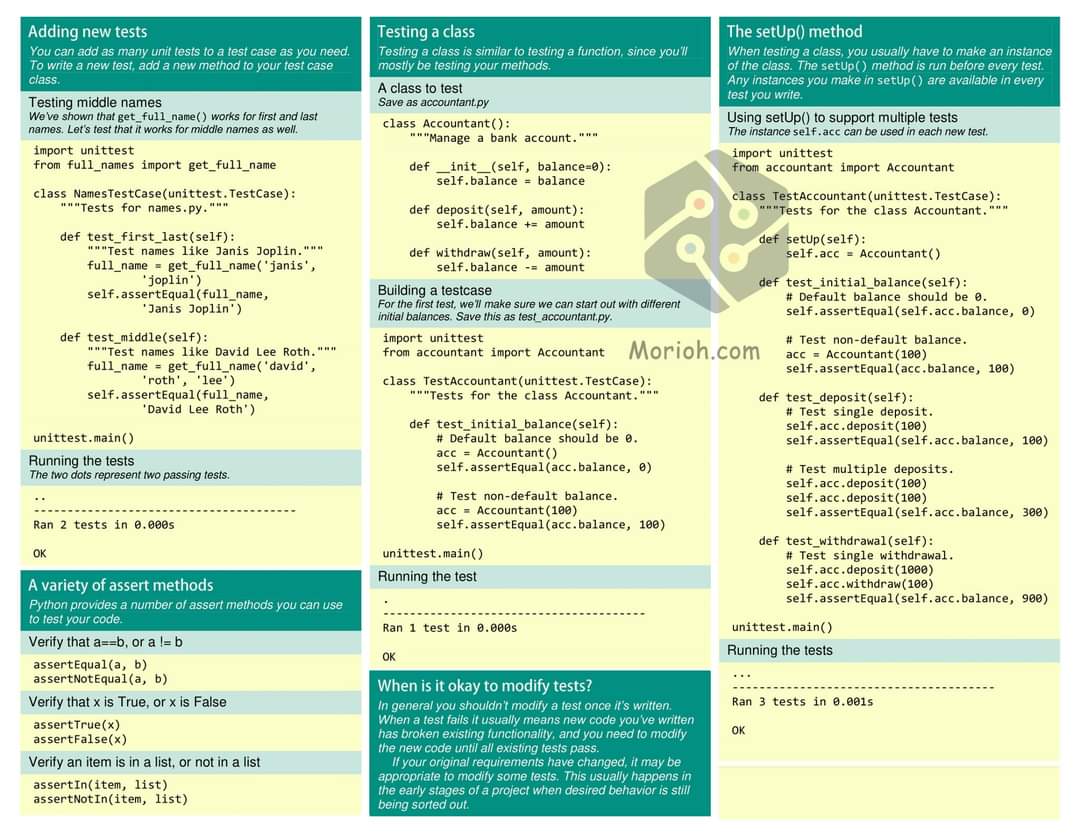 Adding new tests
You can add as many unit tests to a test case as you need.
To write a new test, add a new method to your test case
class.
Testing middle names
We've shown that get_full_name() works for first and last
names. Let's test that it works for middle names as well.
import unittest
from full_names import get_full_name
class NamesTestCase(unittest.TestCase):
"""Tests for names.py."""
def test_first_last(self):
"""Test names like Janis Joplin."""
full_name = get_full_name('janis',
'joplin')
self.assertEqual(full_name,
'Janis Joplin')
def test_middle(self):
"""Test names like David Lee Roth."""
full_name = get_full_name('david',
'roth', 'lee')
self.assertEqual(full_name,
'David Lee Roth')
unittest.main()
Running the tests
The two dots represent two passing tests.
..
---------------------------------------
Ran 2 tests in 0.000s
OK
A variety of assert methods
Python provides a number of assert methods you can use
to test your code.
Verify that a==b, or a != b
assertEqual(a, b)
assertNotEqual(a, b)
Verify that x is True, or x is False
assertTrue(x)
assertFalse(x)
Verify an item is in a list, or not in a list
assertIn(item, list)
assertNotIn(item, list)
Testing a class
Testing a class is similar to testing a function, since you'll
mostly be testing your methods.
A class to test
Save as accountant.py
class Accountant():
"""Manage a bank account."""
def __init__(self, balance=0):
self.balance = balance
def deposit(self, amount):
self.balance += amount
def withdraw(self, amount):
self.balance -= amount
Building a testcase
For the first test, we'll make sure we can start out with different
initial balances. Save this as test_accountant.py.
import unittest
from accountant import Accountant
class TestAccountant(unittest.TestCase):
"""Tests for the class Accountant."""
def test_initial_balance(self):
# Default balance should be 0.
acc = Accountant()
self.assertEqual(acc.balance, 0)
# Test non-default balance.
acc = Accountant(100)
self.assertEqual(acc.balance, 100)
unittest.main()
Running the test
.
---------------------------------------
Ran 1 test in 0.000s
OK
When is it okay to modify tests?
In general you shouldn't modify a test once it's written.
When a test fails it usually means new code you've written
has broken existing functionality, and you need to modify
the new code until all existing tests pass.
If your original requirements have changed, it may be
appropriate to modify some tests. This usually happens in
the early stages of a project when desired behavior is still
being sorted out.
The setUp() method
When testing a class, you usually have to make an instance
of the class. The setUp() method is run before every test.
Any instances you make in setUp() are available in every
test you write.
Using setUp() to support multiple tests
The instance self.acc can be used in each new test.
import unittest
from accountant import Accountant
class TestAccountant(unittest.TestCase):
"""Tests for the class Accountant."""
def setUp(self):
self.acc = Accountant()
def test_initial_balance(self):
# Default balance should be 0.
self.assertEqual(self.acc.balance, 0)
# Test non-default balance.
acc = Accountant(100)
self.assertEqual(acc.balance, 100)
def test_deposit(self):
# Test single deposit.
self.acc.deposit(100)
self.assertEqual(self.acc.balance, 100)
# Test multiple deposits.
self.acc.deposit(100)
self.acc.deposit(100)
self.assertEqual(self.acc.balance, 300)
def test_withdrawal(self):
# Test single withdrawal.
self.acc.deposit(1000)
self.acc.withdraw(100)
self.assertEqual(self.acc.balance, 900)
unittest.main()
Running the tests
...
---------------------------------------
Ran 3 tests in 0.001s
OK
Morioh.com